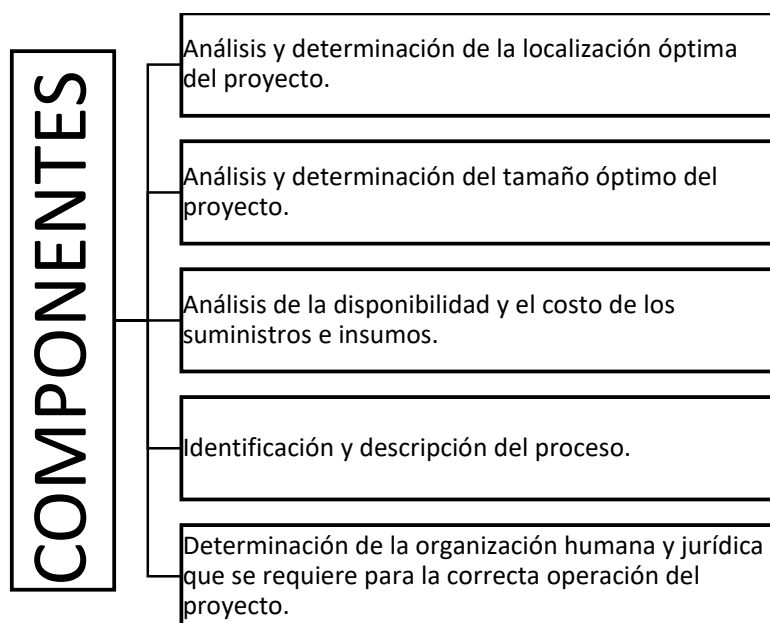 COMPONENTES
Análisis y determinación de la localización óptima
del proyecto.
Análisis y determinación del tamaño óptimo del
proyecto.
Análisis de la disponibilidad y el costo de los
suministros e insumos.
Identificación y descripción del proceso.
Determinación de la organización humana y jurídica
que se requiere para la correcta operación del
proyecto.